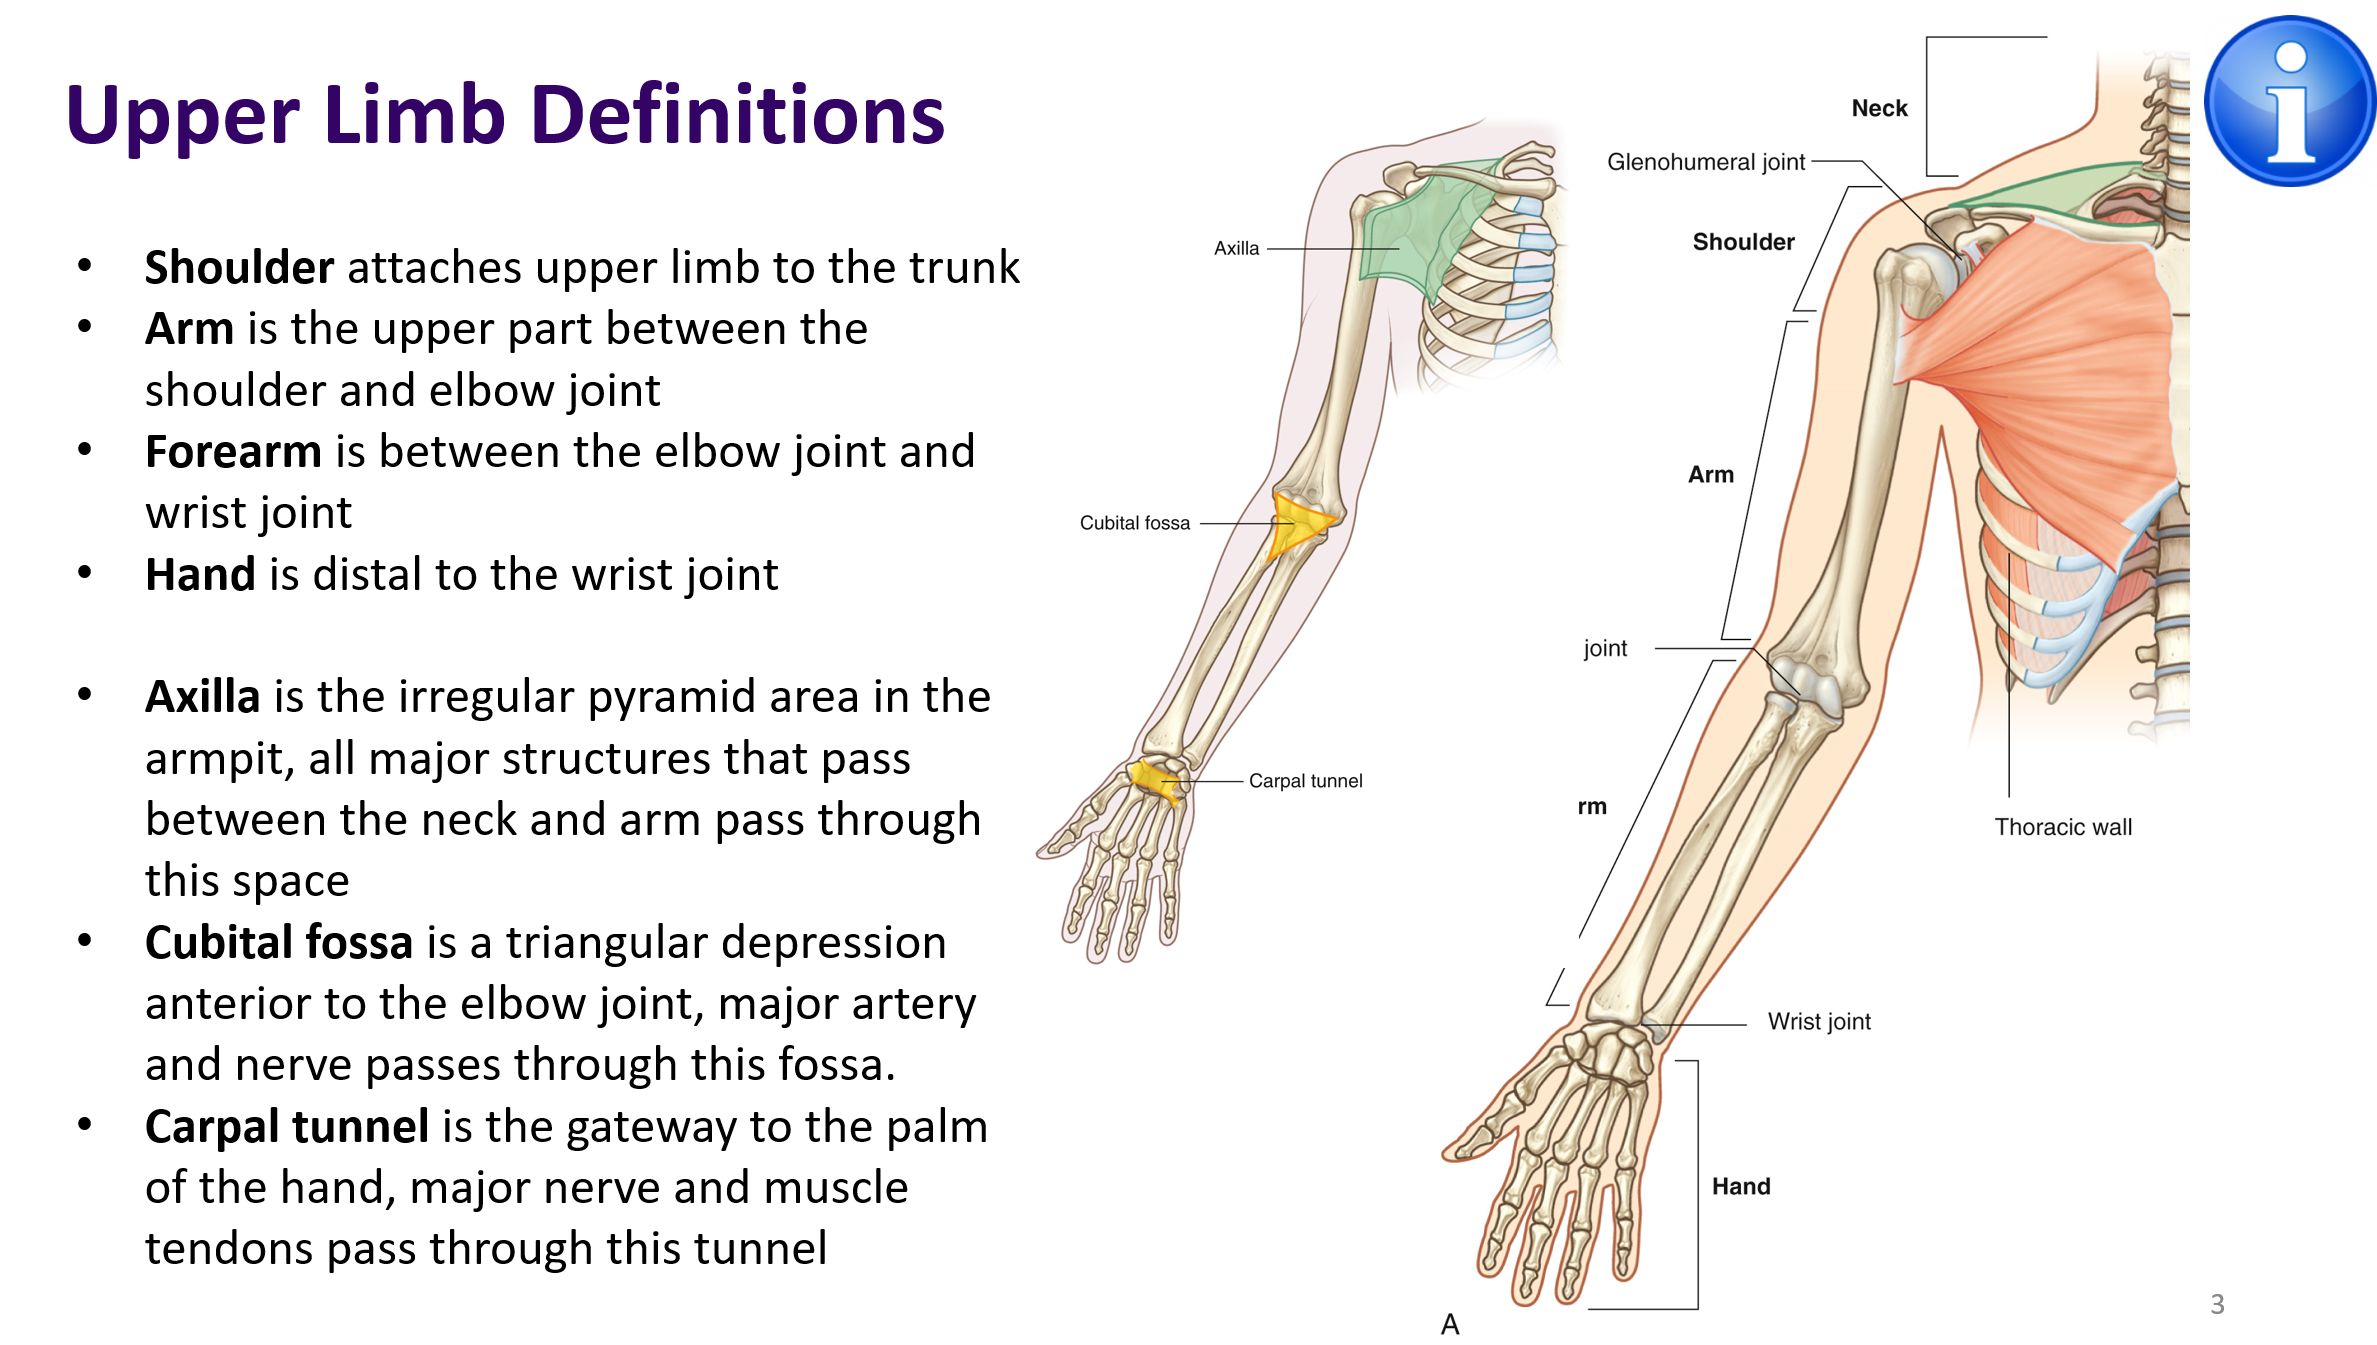 Upper Limb Definitions
• Shoulder attaches upper limb to the trunk
• Arm is the upper part between the
shoulder and elbow joint
• Forearm is between the elbow joint and
wrist joint
• Hand is distal to the wrist joint
• Axilla is the irregular pyramid area in the
armpit, all major structures that pass
between the neck and arm pass through
this space
• Cubital fossa is a triangular depression
anterior to the elbow joint, major artery
and nerve passes through this fossa.
• Carpal tunnel is the gateway to the palm
of the hand, major nerve and muscle
tendons pass through this tunnel
Axilla
Cubital fossa
Carpal tunnel
Neck
Glenohumeral joint
Shoulder
Arm
joint
rm
Thoracic wall
Wrist joint
Hand
A
i
3